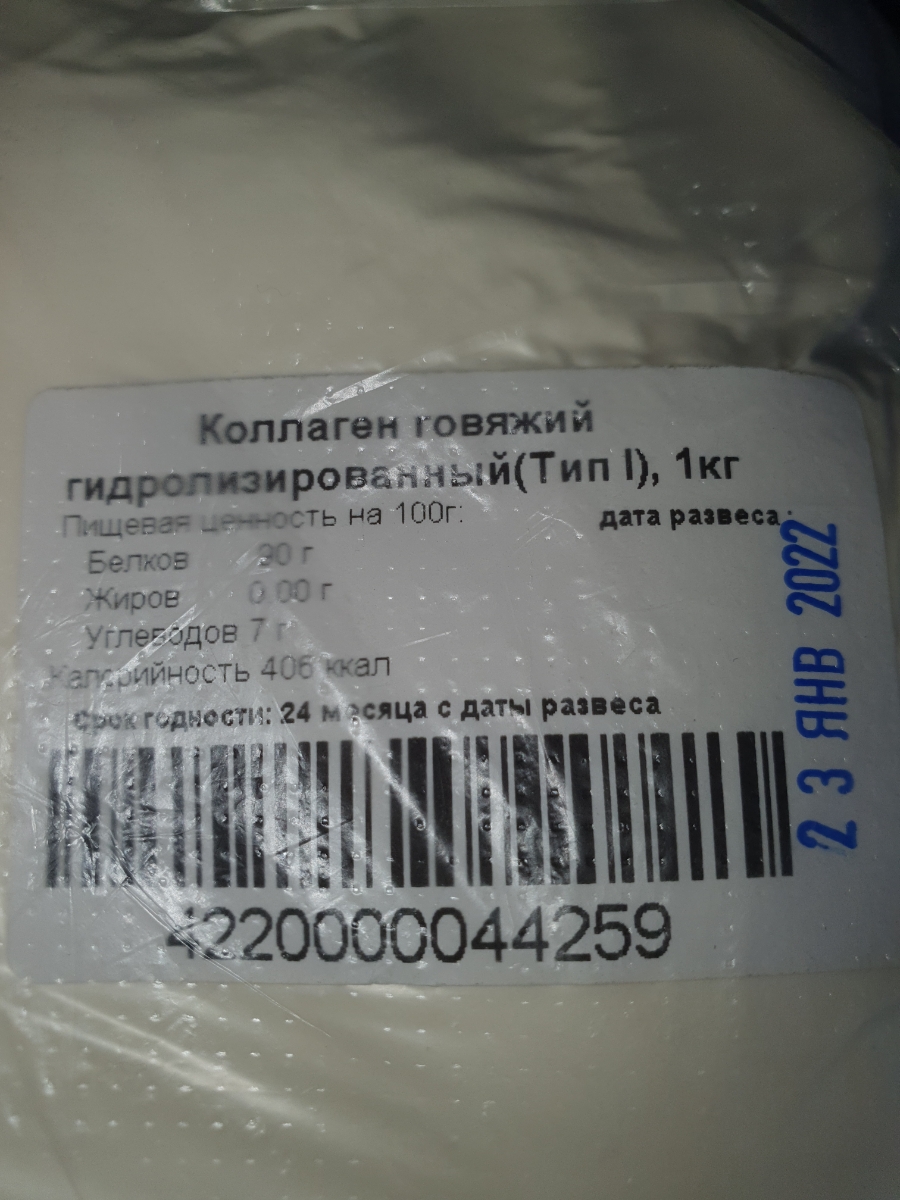 Коллаген говяжий
гидролизированный(Тип I), 1кг
Пищевая ценность на 100г:
дата развеса:
Белков 90 г
Жиров 0.00 г
Углеводов 7 г
Калорийность 406 ккал
срок годности: 24 месяца с даты развеса
4220000044259
23 ЯНВ 2022